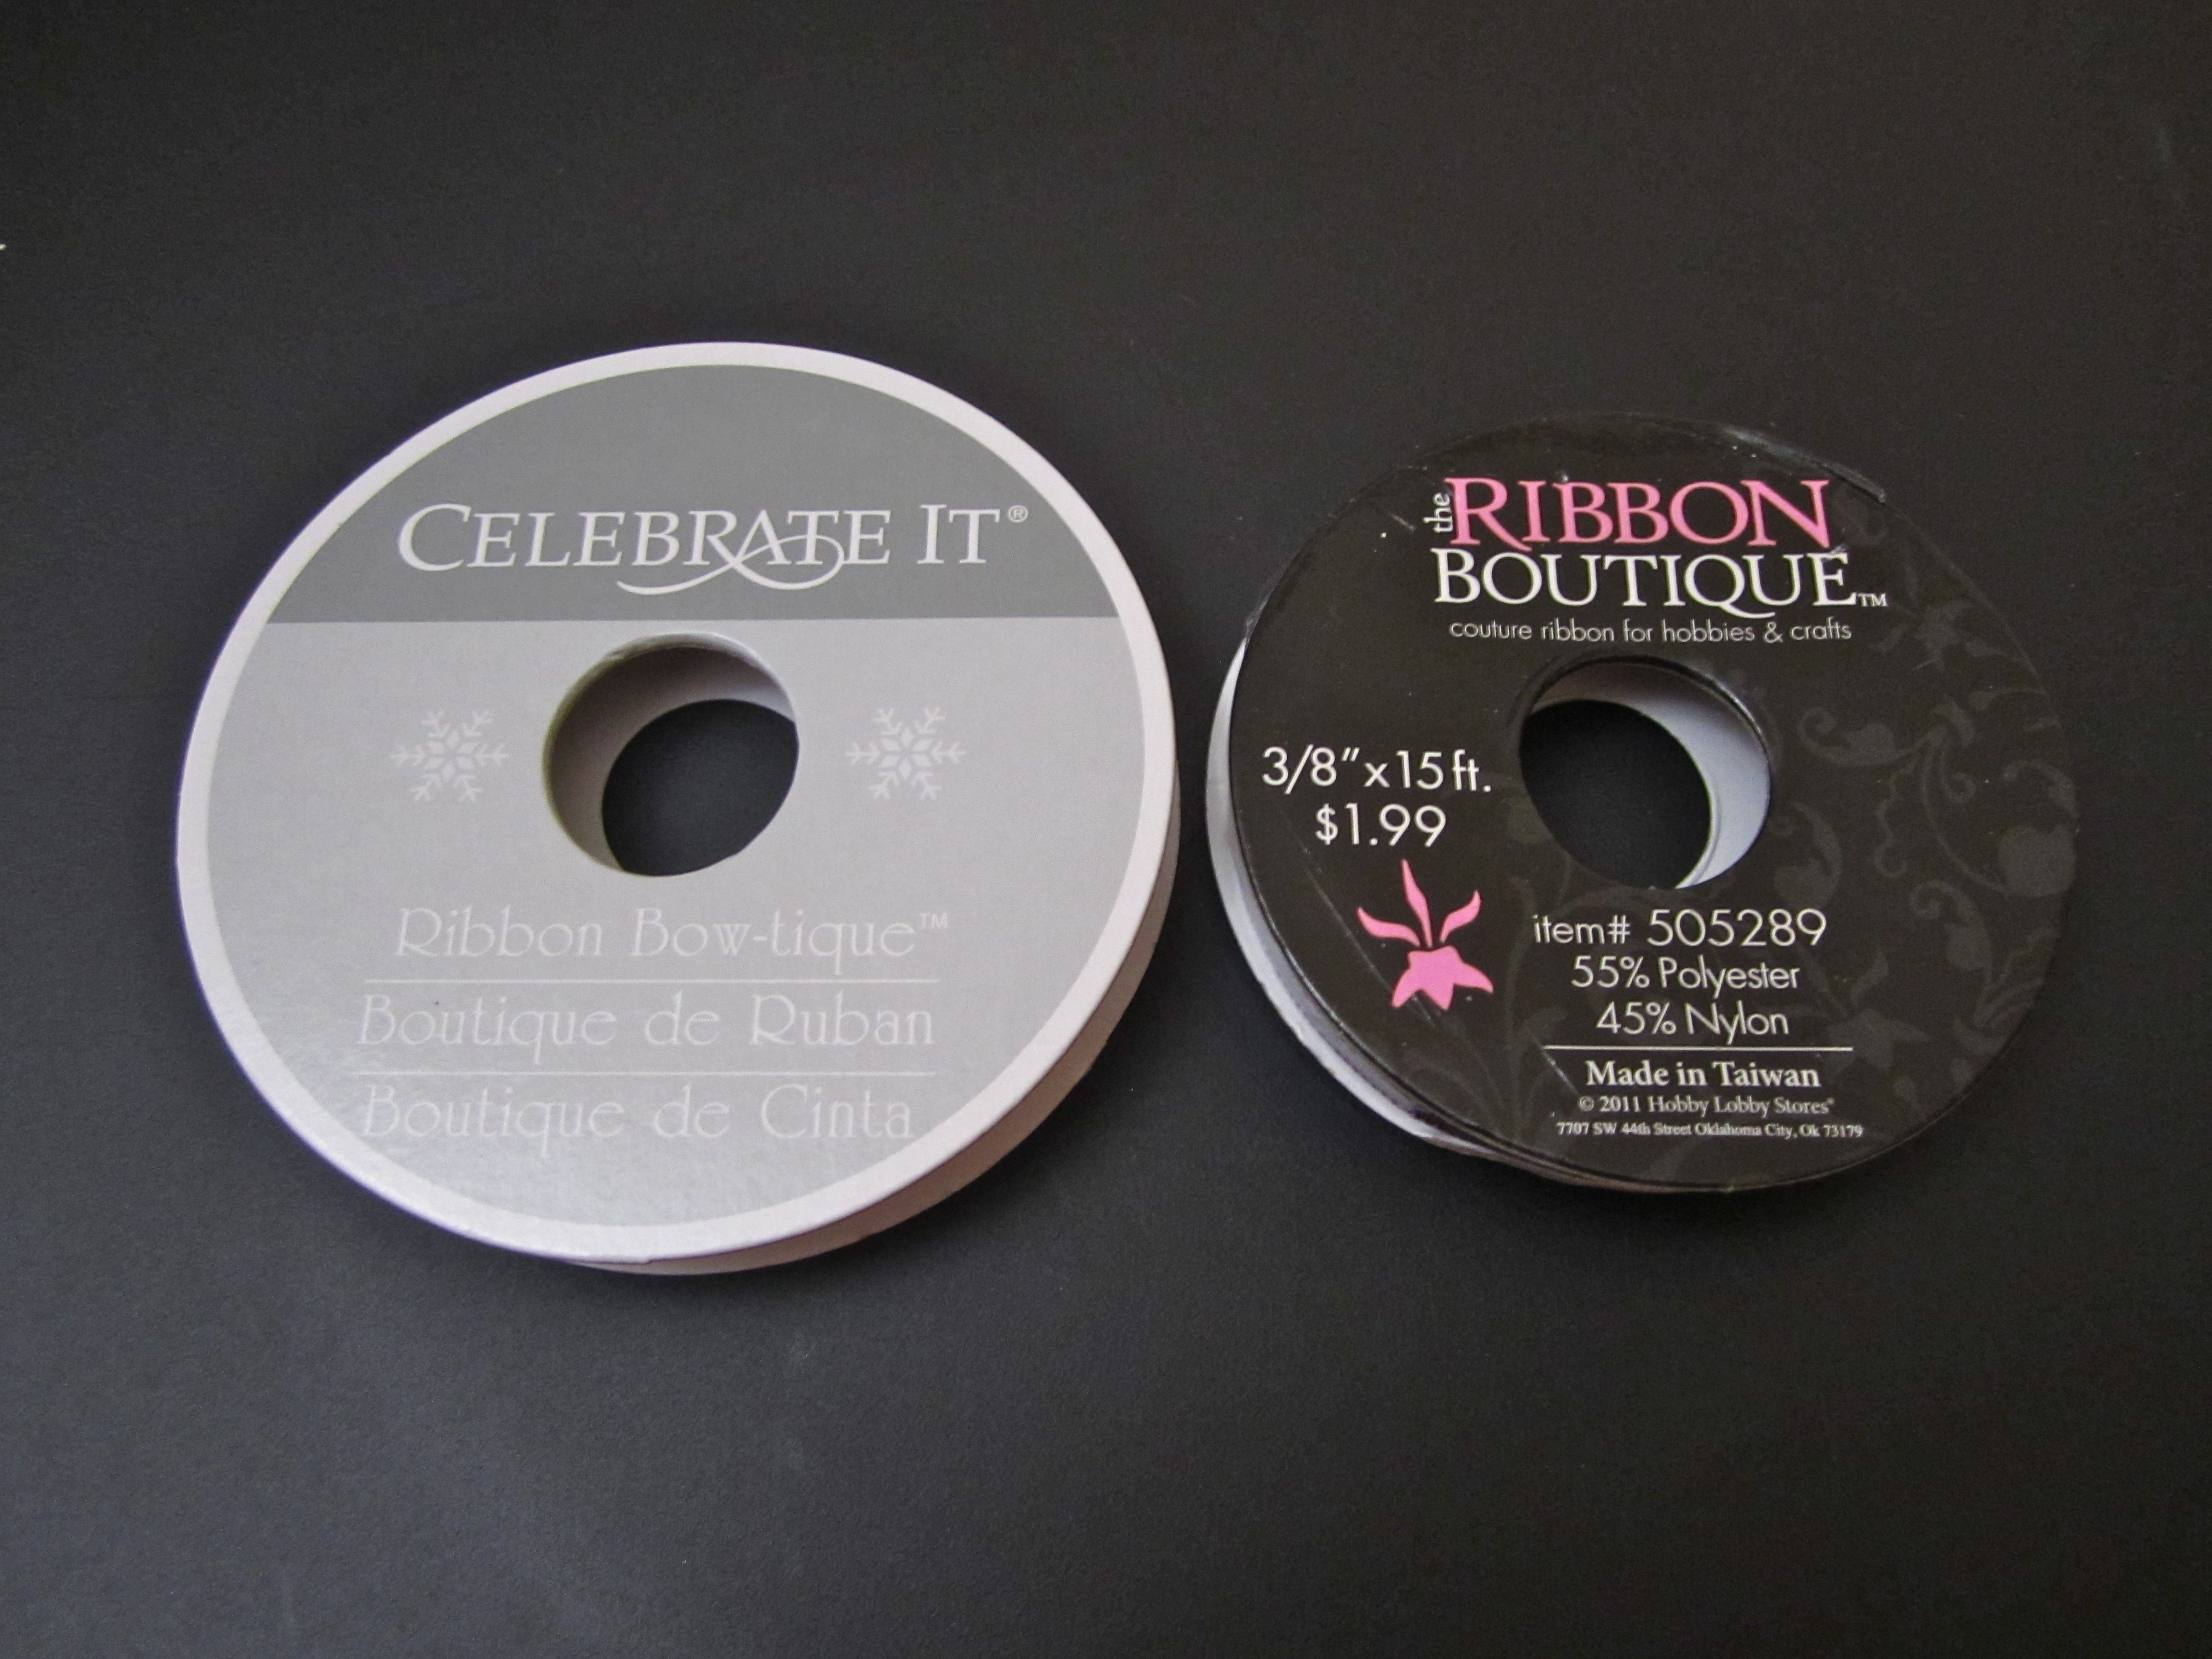 CELEBRATE IT®
Ribbon Bow-tique™
Boutique de Ruban
Boutique de Cinta
the RIBBON
BOUTIQUE™
couture ribbon for hobbies & crafts
3/8" x 15 ft.
$1.99
item# 505289
55% Polyester
45% Nylon
Made in Taiwan
© 2011 Hobby Lobby Stores®
7707 SW 44th Street Oklahoma City, Ok 73179